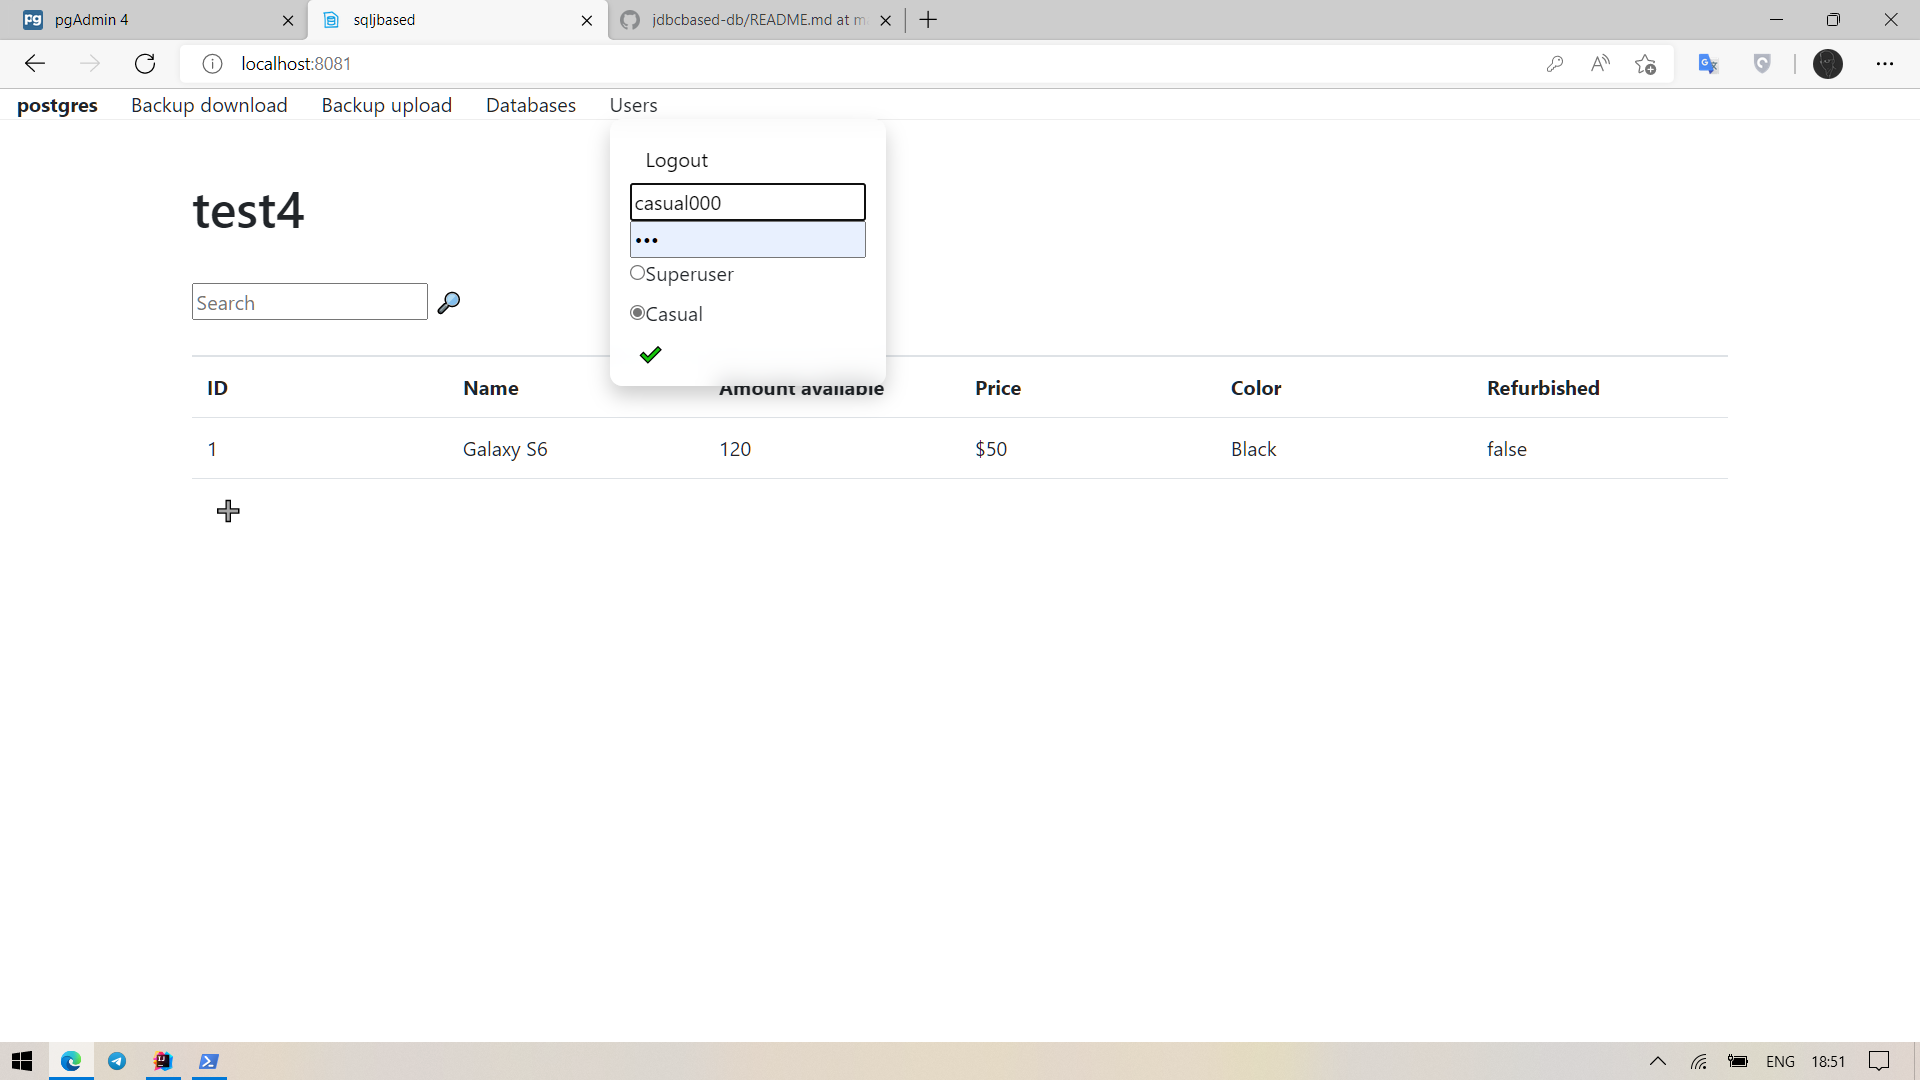 pgAdmin 4
sqljbased
jdbcbased-db/README.md at m
localhost:8081
postgres Backup download Backup upload Databases Users
Logout
casual000
•••
Superuser
Casual
test4
Search
ID Name Amount available Price Color Refurbished
1 Galaxy S6 120 $50 Black false
ENG 18:51